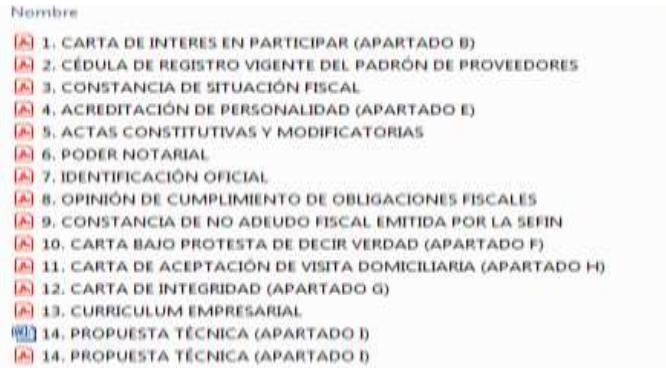 Nombre
1. CARTA DE INTERES EN PARTICIPAR (APARTADO B)
2. CÉDULA DE REGISTRO VIGENTE DEL PADRÓN DE PROVEEDORES
3. CONSTANCIA DE SITUACIÓN FISCAL
4. ACREDITACIÓN DE PERSONALIDAD (APARTADO E)
5. ACTAS CONSTITUTIVAS Y MODIFICATORIAS
6. PODER NOTARIAL
7. IDENTIFICACIÓN OFICIAL
8. OPINIÓN DE CUMPLIMIENTO DE OBLIGACIONES FISCALES
9. CONSTANCIA DE NO ADEUDO FISCAL EMITIDA POR LA SEFIN
10. CARTA BAJO PROTESTA DE DECIR VERDAD (APARTADO F)
11. CARTA DE ACEPTACIÓN DE VISITA DOMICILIARIA (APARTADO H)
12. CARTA DE INTEGRIDAD (APARTADO G)
13. CURRICULUM EMPRESARIAL
14. PROPUESTA TÉCNICA (APARTADO I)
14. PROPUESTA TÉCNICA (APARTADO I)